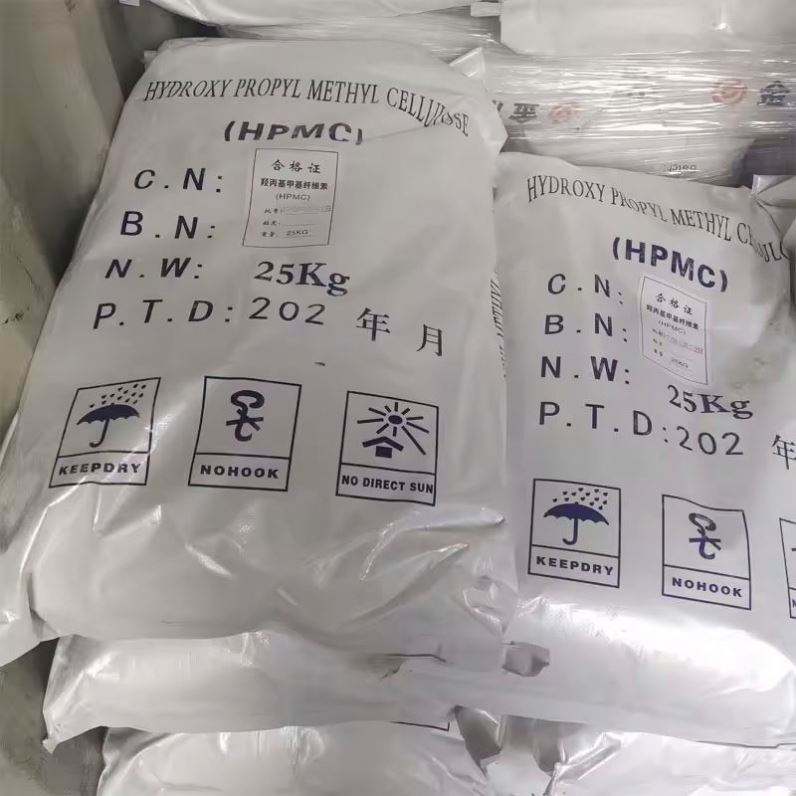 HYDROXY PROPYL METHYL CELLULOSE
(HPMC)
C.N:
合格证
羟丙基甲基纤维素
(HPMC)
25KG
B.N:
N.W: 25Kg
P.T.D:202 年 月
KEEPDRY
NOHOOK
NO DIRECT SUN
HYDROXY PROPYL METHYL
(HPMC)
C.N:
合格证
羟丙基甲基纤维素
(HPMC)
25KG
B.N:
N.W: 25Kg
P.T.D:202 年
KEEPDRY
NOHOOK